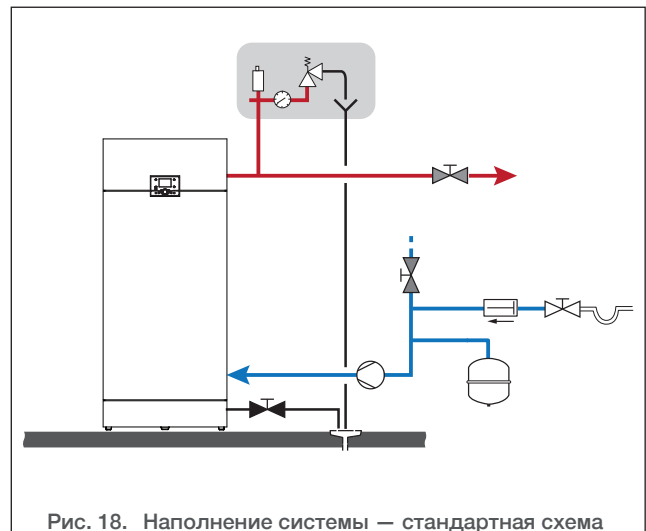 Рис. 18. Наполнение системы — стандартная схема